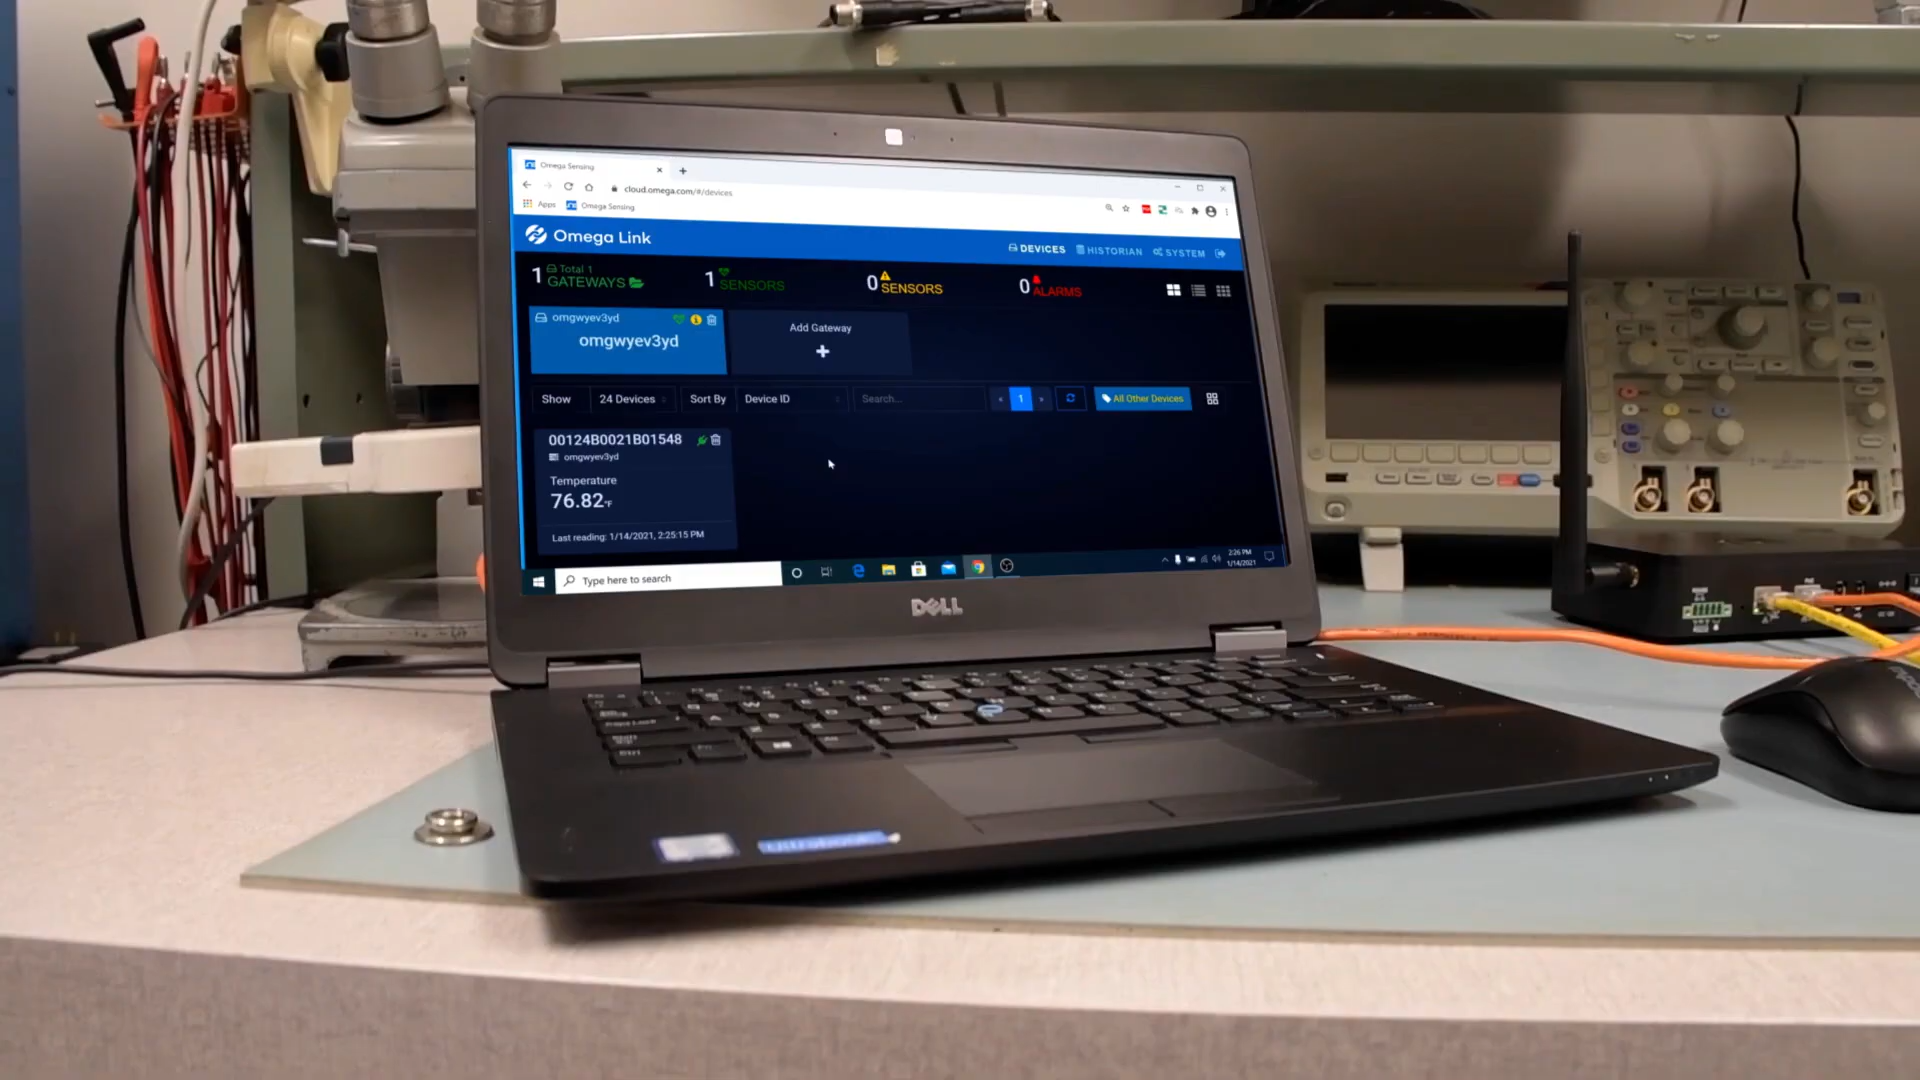 Omega Sensing
cloud.omega.com/#/devices
Apps Omega Sensing
Omega Link
DEVICES HISTORIAN SYSTEM
1 Total 1 GATEWAYS
1 SENSORS
0 SENSORS
0 ALARMS
omgwyev3yd
omgwyev3yd
Add Gateway
+
Show 24 Devices Sort By Device ID Search... « 1 » All Other Devices
00124B0021B01548
omgwyev3yd
Temperature
76.82°F
Last reading: 1/14/2021, 2:25:15 PM
Type here to search
2:26 PM
1/14/2021
DELL